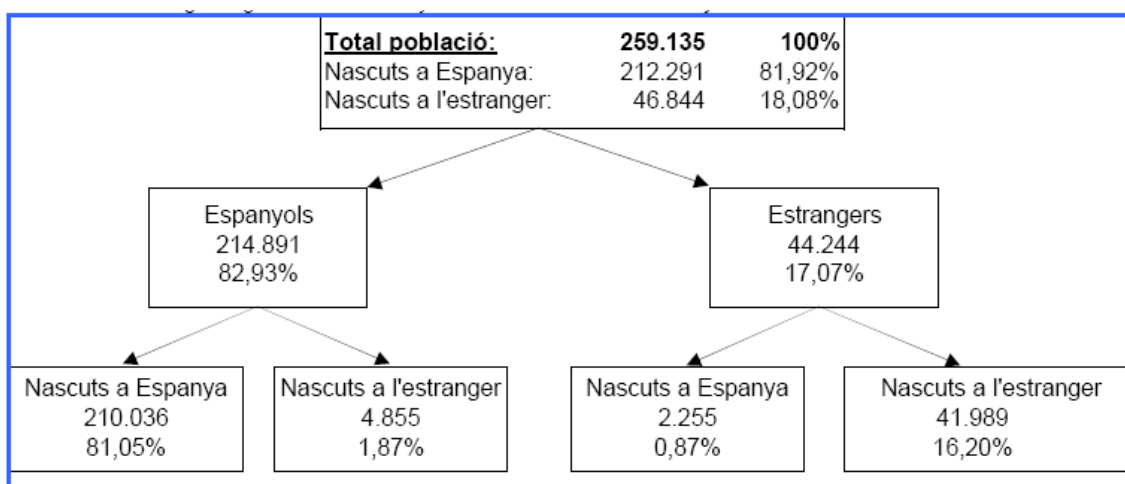 Total població: 259.135 100%
Nascuts a Espanya: 212.291 81,92%
Nascuts a l'estranger: 46.844 18,08%
Espanyols
214.891
82,93%
Estrangers
44.244
17,07%
Nascuts a Espanya
210.036
81,05%
Nascuts a l'estranger
4.855
1,87%
Nascuts a Espanya
2.255
0,87%
Nascuts a l'estranger
41.989
16,20%